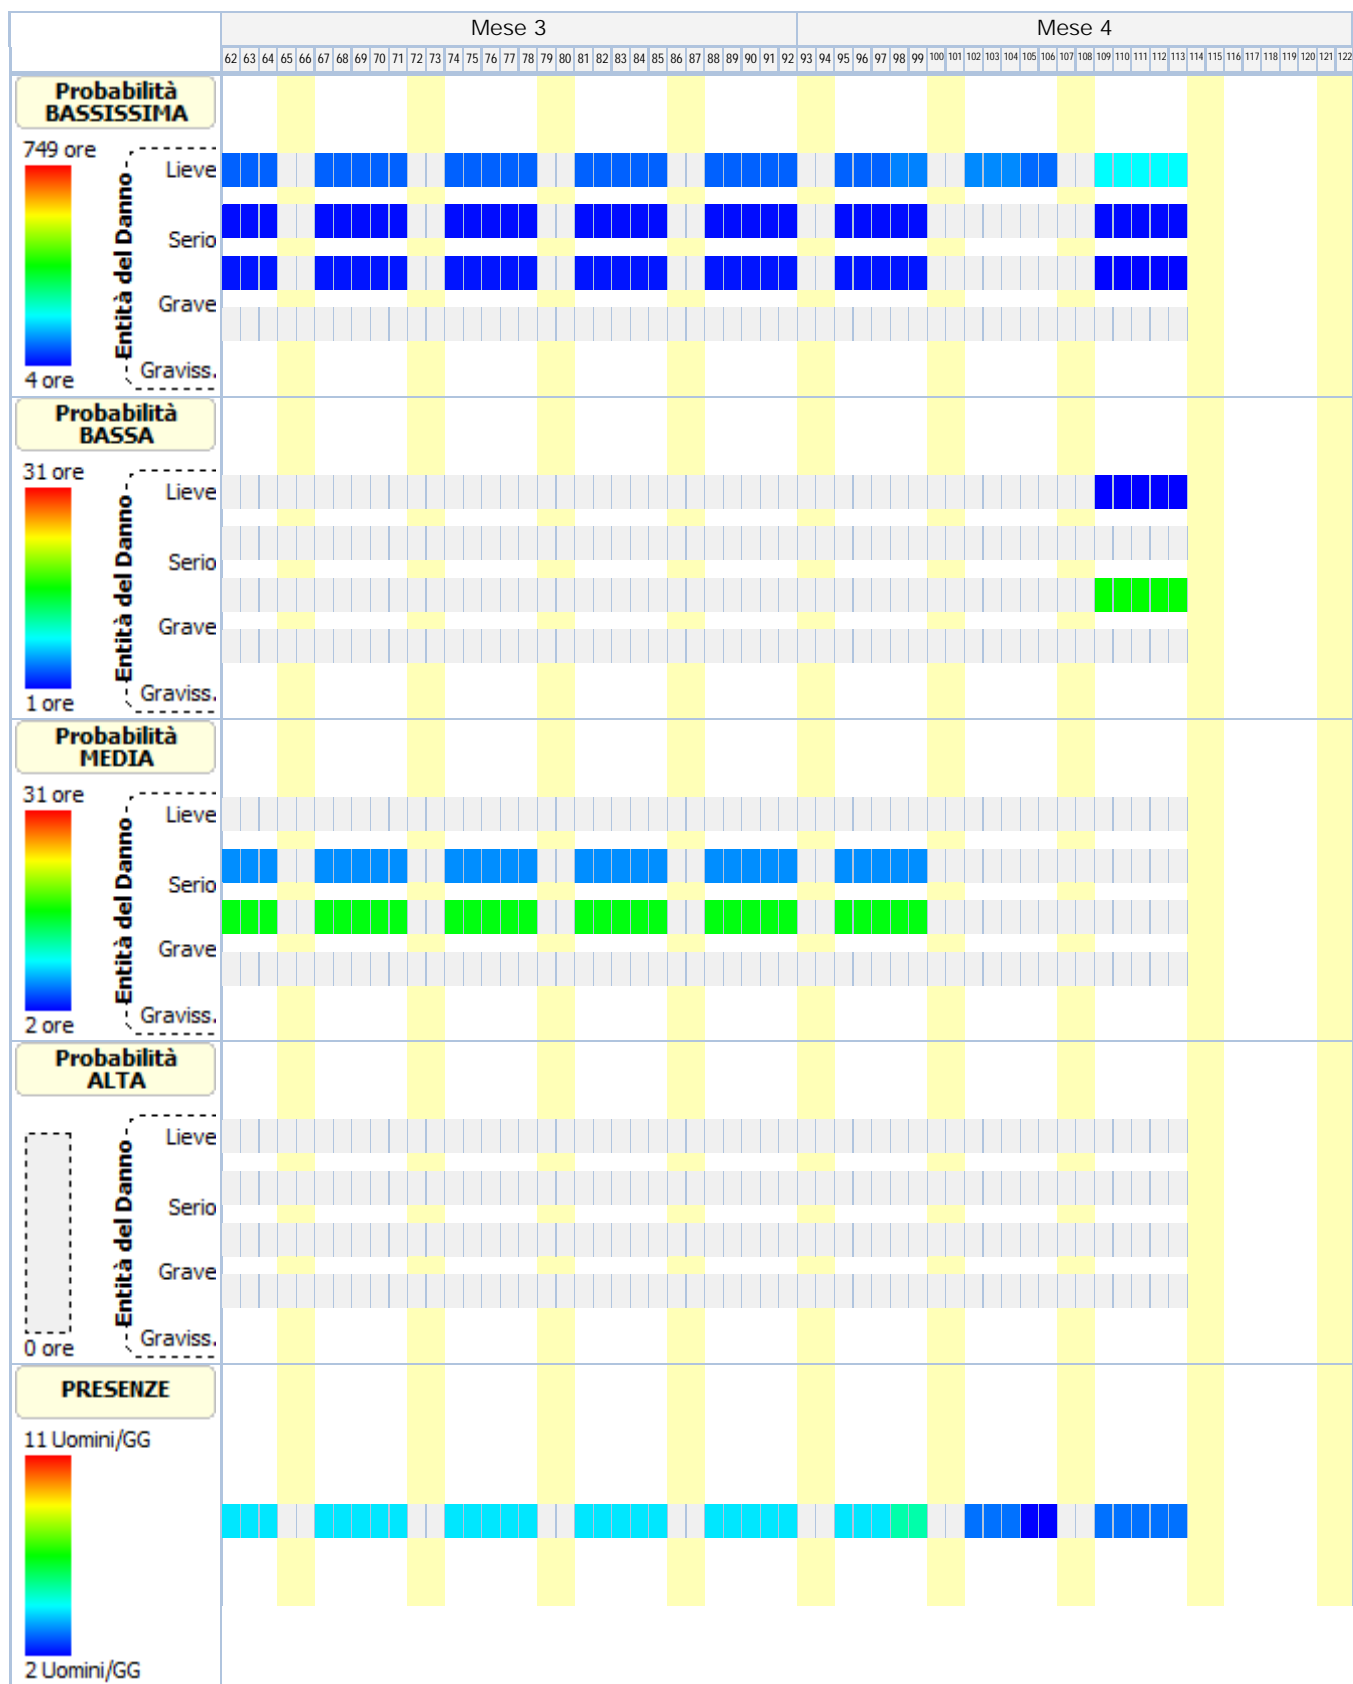 Mese 3 Mese 4
62 63 64 65 66 67 68 69 70 71 72 73 74 75 76 77 78 79 80 81 82 83 84 85 86 87 88 89 90 91 92 93 94 95 96 97 98 99 100 101 102 103 104 105 106 107 108 109 110 111 112 113 114 115 116 117 118 119 120 121 122
Probabilità
BASSISSIMA
749 ore
Entità del Danno
Lieve
Serio
Grave
Graviss.
4 ore
Probabilità
BASSA
31 ore
Entità del Danno
Lieve
Serio
Grave
Graviss.
1 ore
Probabilità
MEDIA
31 ore
Entità del Danno
Lieve
Serio
Grave
Graviss.
2 ore
Probabilità
ALTA
Entità del Danno
Lieve
Serio
Grave
Graviss.
0 ore
PRESENZE
11 Uomini/GG
2 Uomini/GG